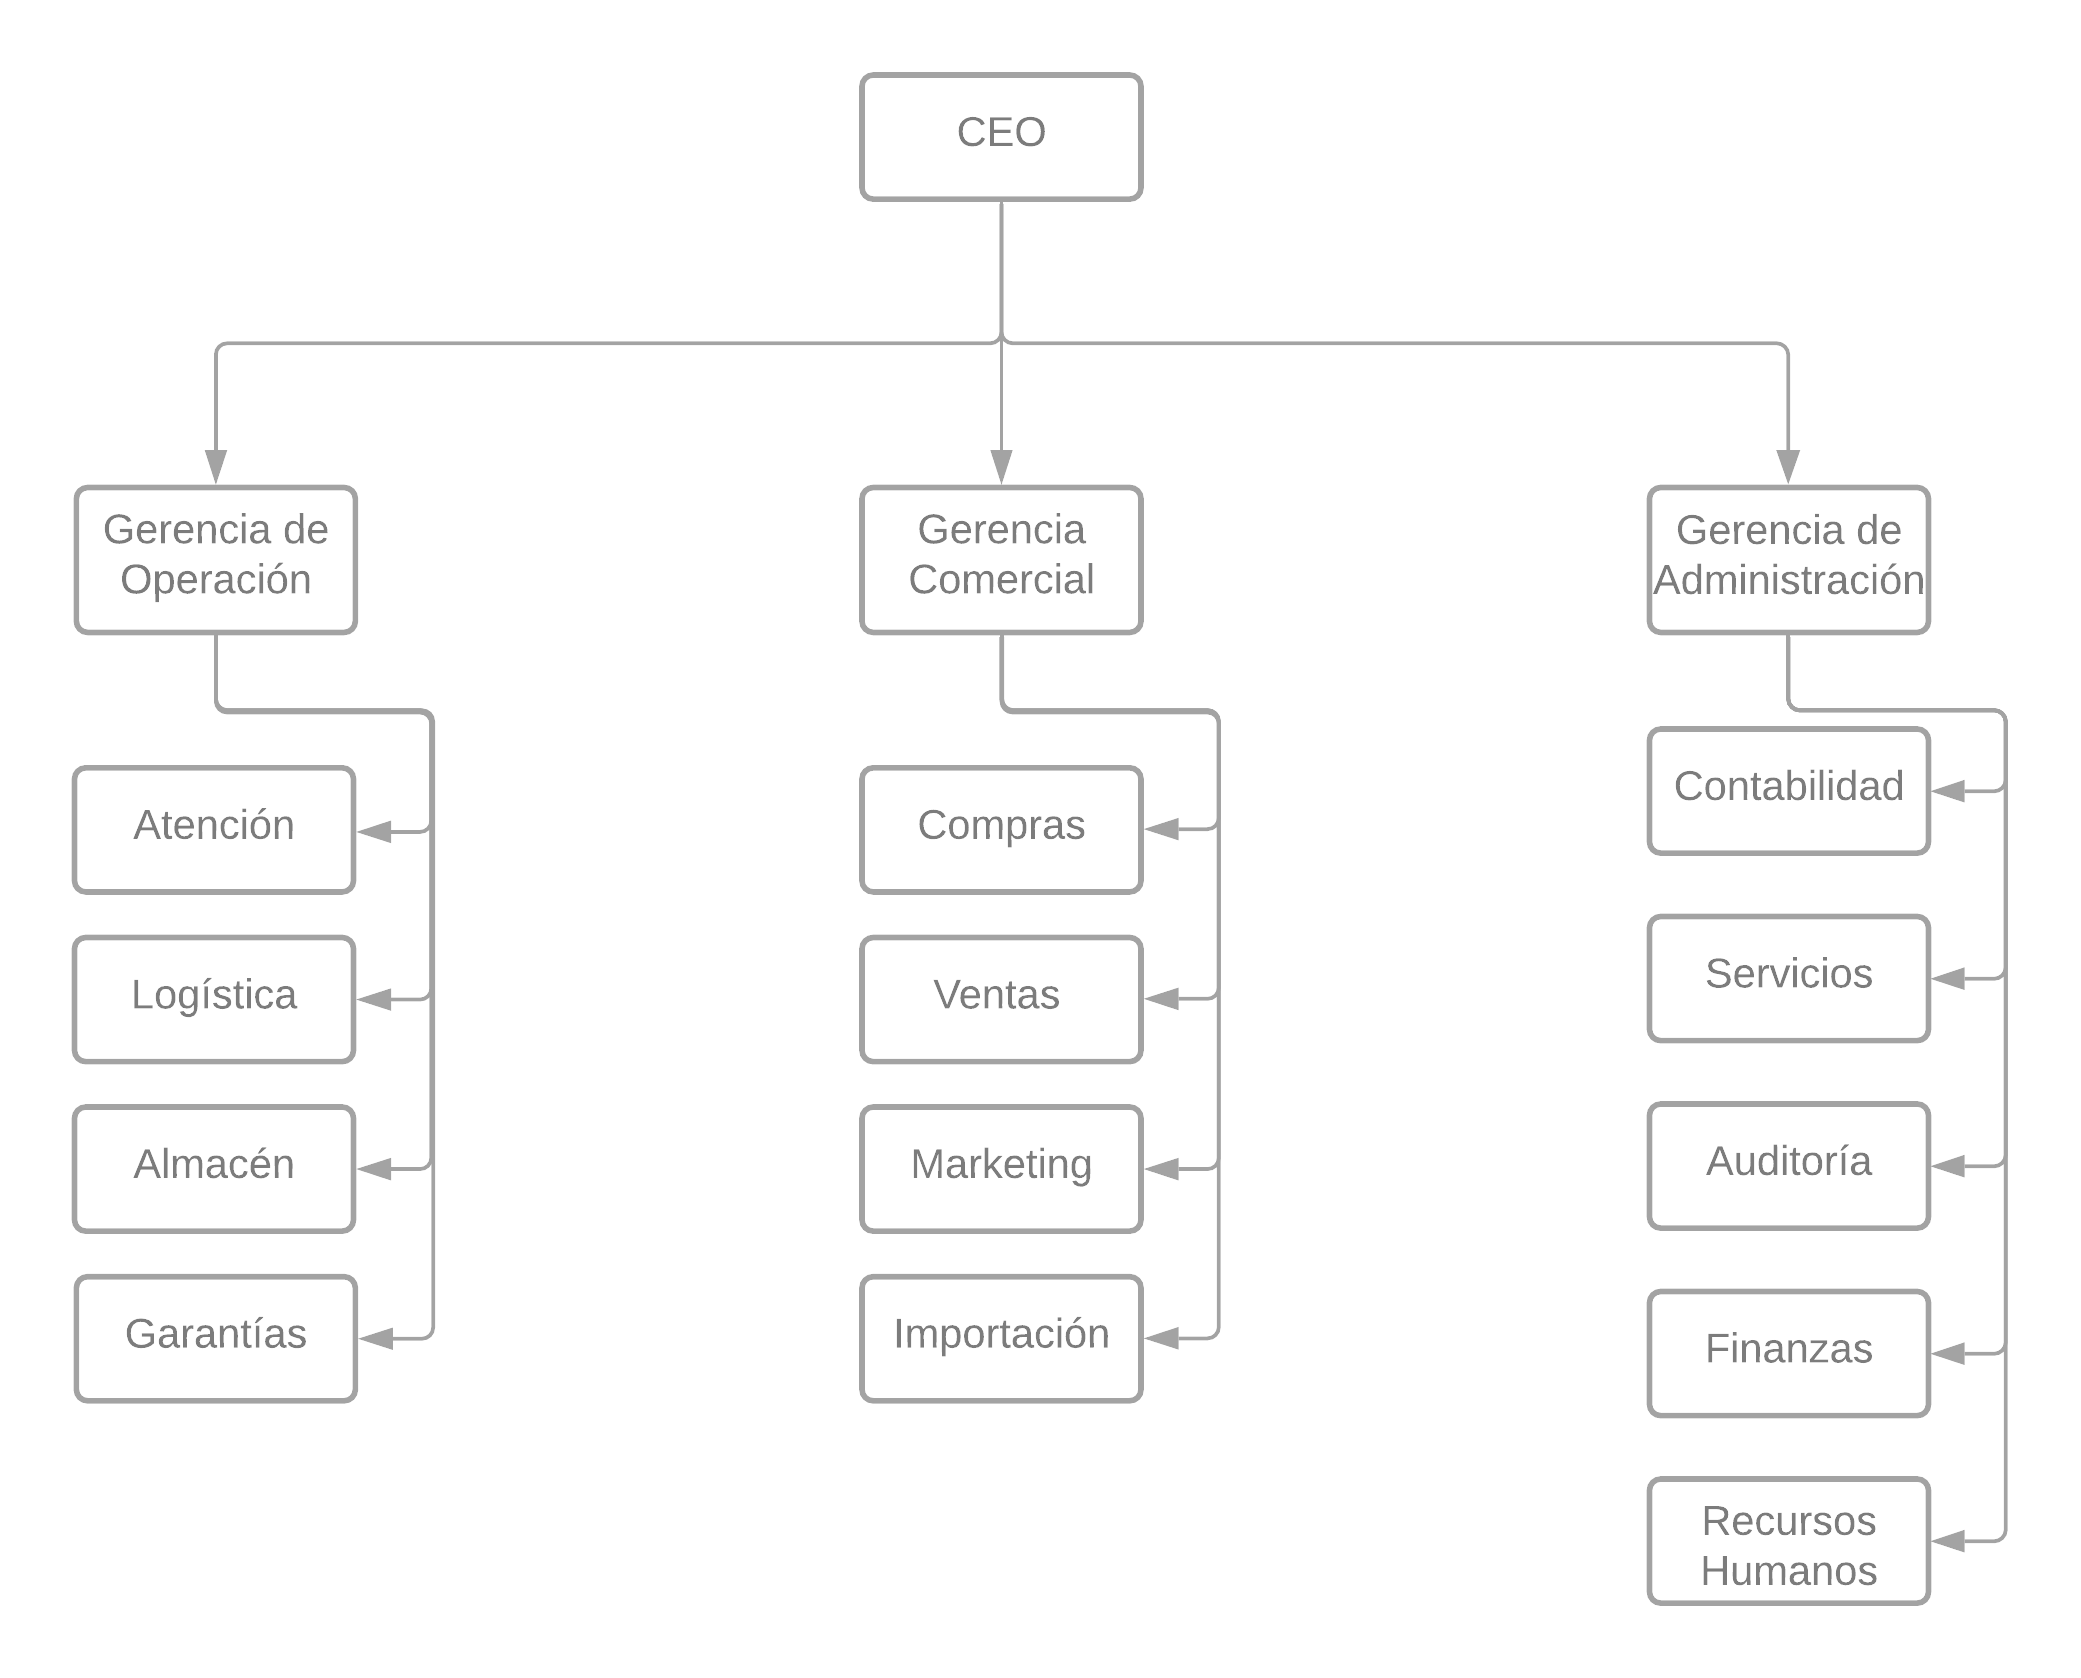 CEO
Gerencia de
Operación
Gerencia
Comercial
Gerencia de
Administración
Atención
Logística
Almacén
Garantías
Compras
Ventas
Marketing
Importación
Contabilidad
Servicios
Auditoría
Finanzas
Recursos
Humanos